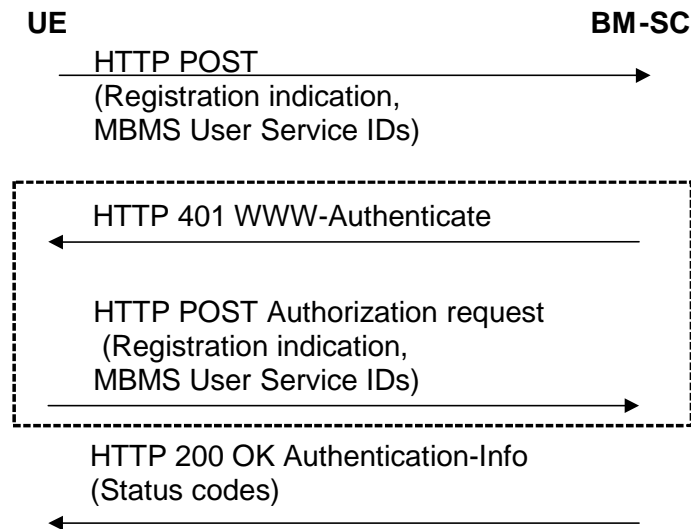 UE BM-SC
HTTP POST
(Registration indication,
MBMS User Service IDs)
HTTP 401 WWW-Authenticate
HTTP POST Authorization request
(Registration indication,
MBMS User Service IDs)
HTTP 200 OK Authentication-Info
(Status codes)